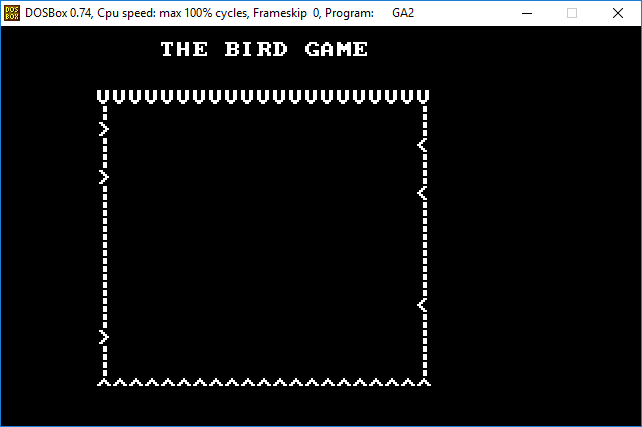 DOSBox 0.74, Cpu speed: max 100% cycles, Frameskip 0, Program: GA2
THE BIRD GAME